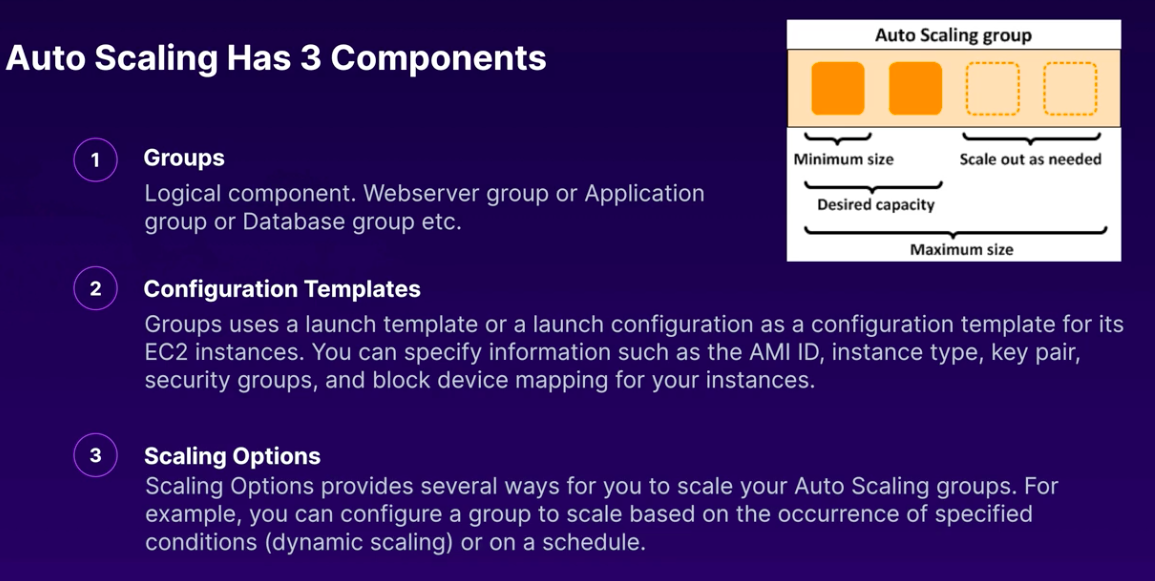 Auto Scaling Has 3 Components
Auto Scaling group
Minimum size
Scale out as needed
Desired capacity
Maximum size
1
Groups
Logical component. Webserver group or Application
group or Database group etc.
2
Configuration Templates
Groups uses a launch template or a launch configuration as a configuration template for its
EC2 instances. You can specify information such as the AMI ID, instance type, key pair,
security groups, and block device mapping for your instances.
3
Scaling Options
Scaling Options provides several ways for you to scale your Auto Scaling groups. For
example, you can configure a group to scale based on the occurrence of specified
conditions (dynamic scaling) or on a schedule.